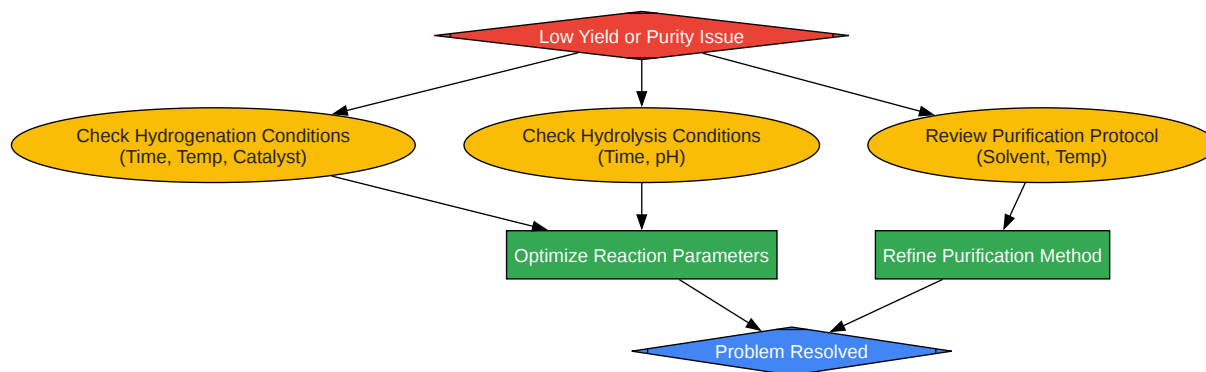 Low Yield or Purity Issue
Check Hydrogenation Conditions
(Time, Temp, Catalyst)
Check Hydrolysis Conditions
(Time, pH)
Review Purification Protocol
(Solvent, Temp)
Optimize Reaction Parameters
Refine Purification Method
Problem Resolved